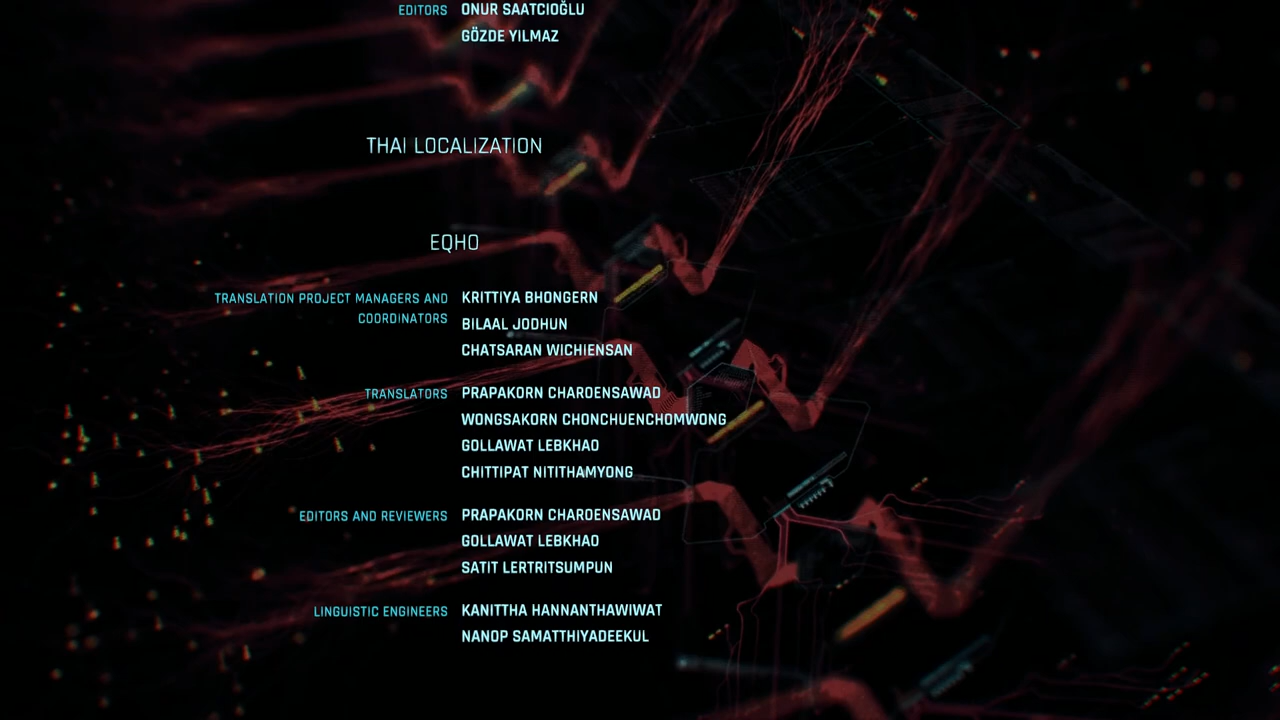 EDITORS ONUR SAATCIOĞLU
GÖZDE YILMAZ
THAI LOCALIZATION
EQHO
TRANSLATION PROJECT MANAGERS AND COORDINATORS KRITTIYA BHONGERN
BILAAL JODHUN
CHATSARAN WICHIENSAN
TRANSLATORS PRAPAKORN CHAROENSAWAD
WONGSAKORN CHONCHUENCHOMWONG
GOLLAWAT LEBKHAO
CHITTIPAT NITITHAMYONG
EDITORS AND REVIEWERS PRAPAKORN CHAROENSAWAD
GOLLAWAT LEBKHAO
SATIT LERTRITSUMPUN
LINGUISTIC ENGINEERS KANITTHA HANNANTHAWIWAT
NANOP SAMATTHIYADEEKUL